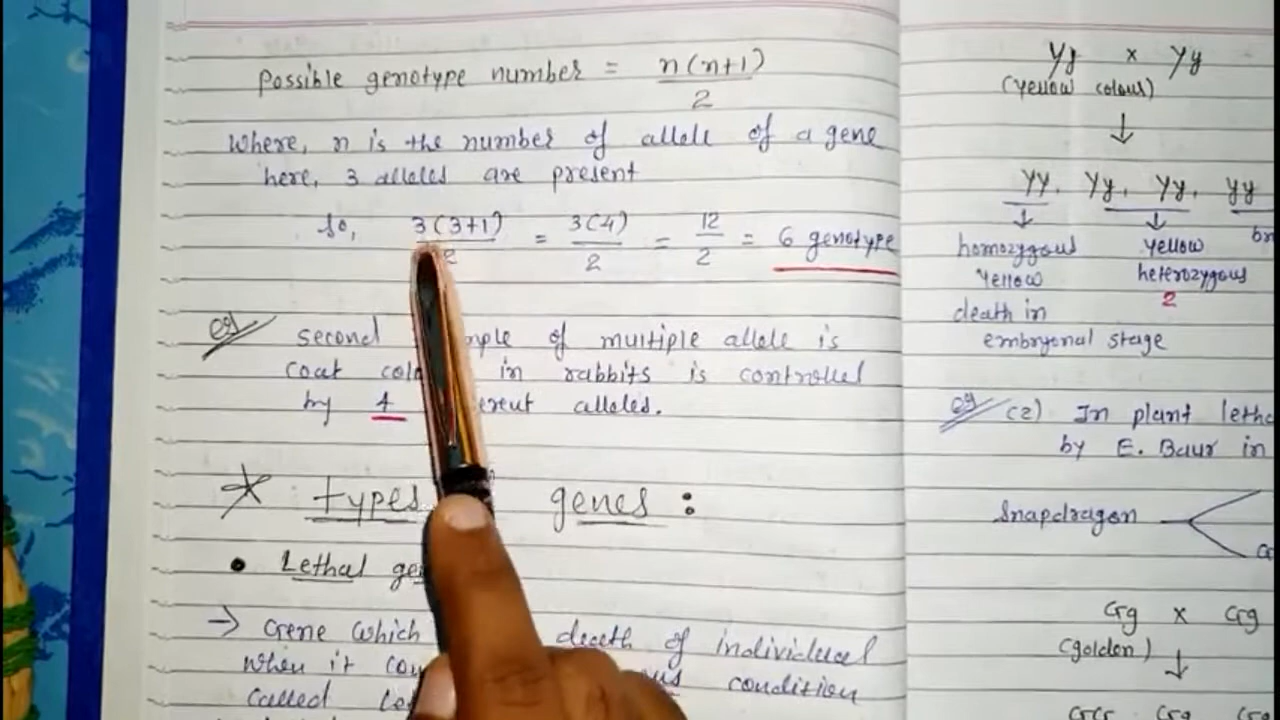 Possible genotype number = n(n+1)
2
Where, n is the number of allele of a gene
here, 3 alleles are present
So, 3(3+1)/2 = 3(4)/2 = 12/2 = 6 genotype
eg second of multiple allele is
coat in rabbits is controlled
by 4 alleles.
* types genes :
• Lethal
→ Gene which death of individual
when it condition
called
Yy × Yy
(yellow colour)
↓
YY, Yy, Yy, yy
homozygous
yellow
death in
embryonal stage
yellow
heterozygous
2
eg (2) In plant
by E. Baur in
Snapdragon
Gg × Gg
(golden)
↓